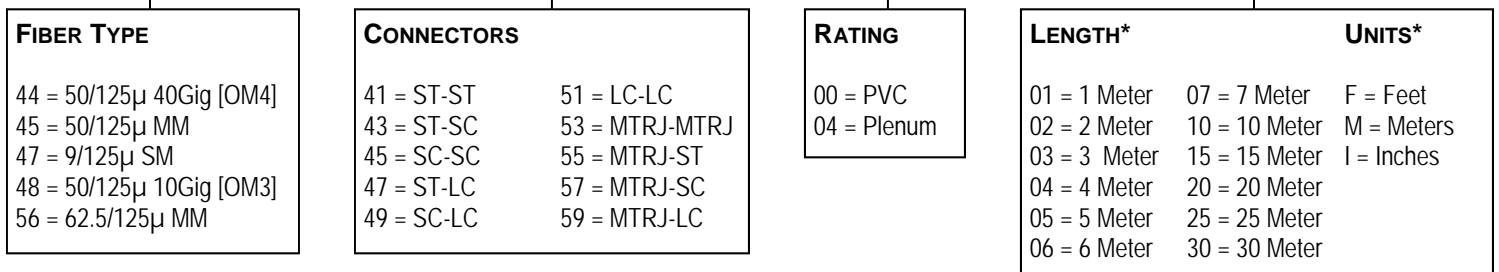 FIBER TYPE
44 = 50/125µ 40Gig [OM4]
45 = 50/125µ MM
47 = 9/125µ SM
48 = 50/125µ 10Gig [OM3]
56 = 62.5/125µ MM
CONNECTORS
41 = ST-ST 51 = LC-LC
43 = ST-SC 53 = MTRJ-MTRJ
45 = SC-SC 55 = MTRJ-ST
47 = ST-LC 57 = MTRJ-SC
49 = SC-LC 59 = MTRJ-LC
RATING
00 = PVC
04 = Plenum
LENGTH* UNITS*
01 = 1 Meter 07 = 7 Meter F = Feet
02 = 2 Meter 10 = 10 Meter M = Meters
03 = 3 Meter 15 = 15 Meter I = Inches
04 = 4 Meter 20 = 20 Meter
05 = 5 Meter 25 = 25 Meter
06 = 6 Meter 30 = 30 Meter